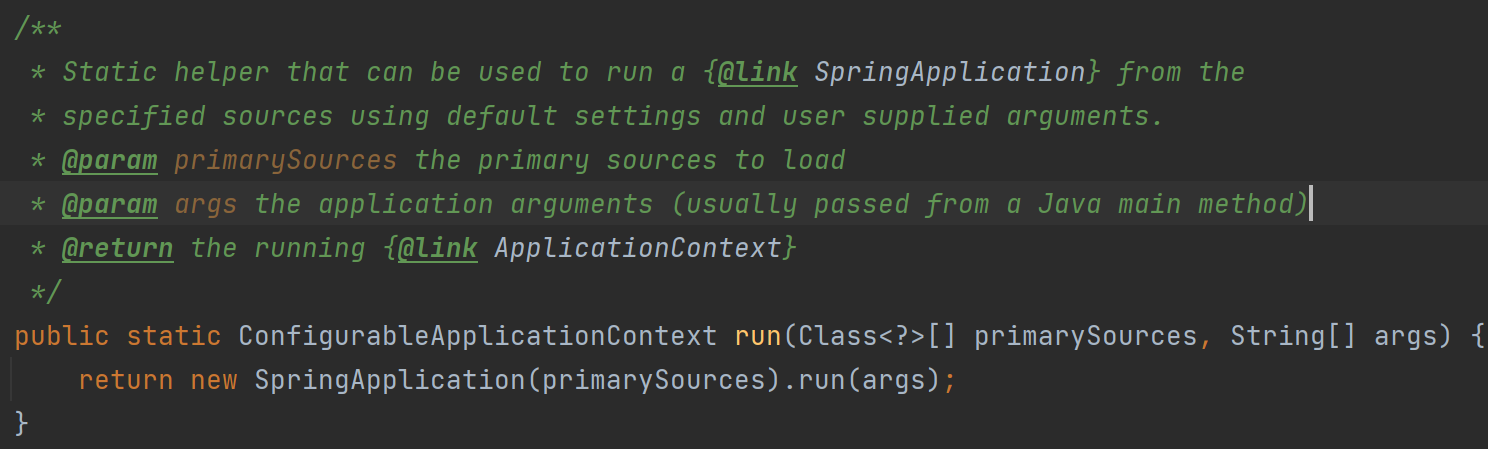 /**
 * Static helper that can be used to run a {@link SpringApplication} from the
 * specified sources using default settings and user supplied arguments.
 * @param primarySources the primary sources to load
 * @param args the application arguments (usually passed from a Java main method)
 * @return the running {@link ApplicationContext}
 */
public static ConfigurableApplicationContext run(Class<?>[] primarySources, String[] args) {
    return new SpringApplication(primarySources).run(args);
}